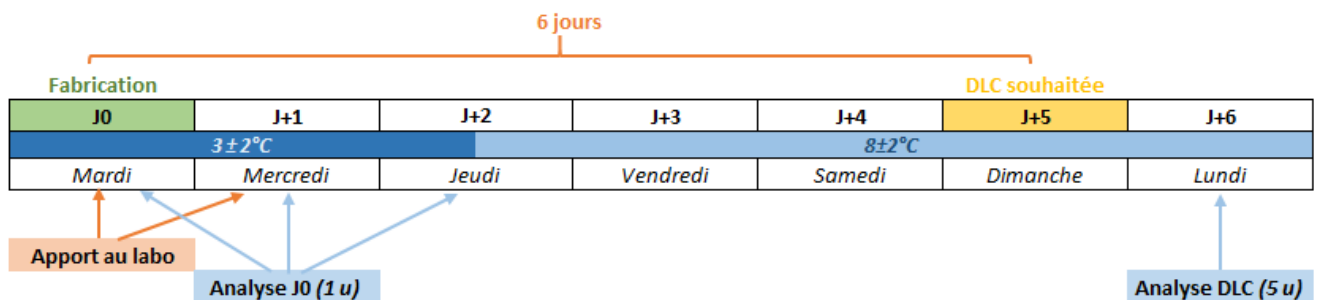 6 jours
Fabrication DLC souhaitée
J0 J+1 J+2 J+3 J+4 J+5 J+6
3±2°C 8±2°C
Mardi Mercredi Jeudi Vendredi Samedi Dimanche Lundi
Apport au labo
Analyse J0 (1 u) Analyse DLC (5 u)